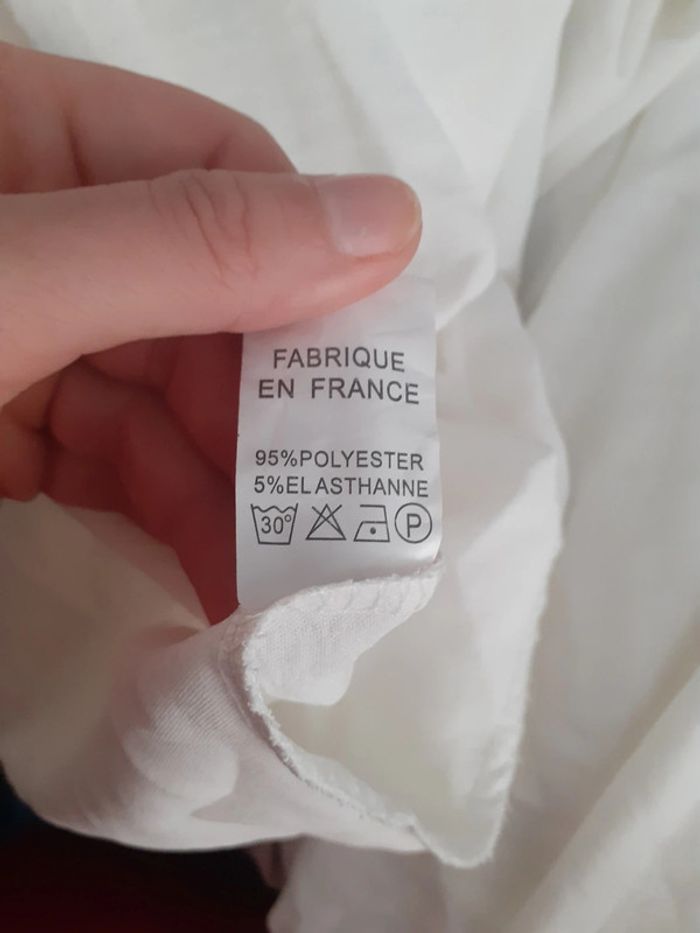 FABRIQUE
EN FRANCE
95%POLYESTER
5%ELASTHANNE
30° P